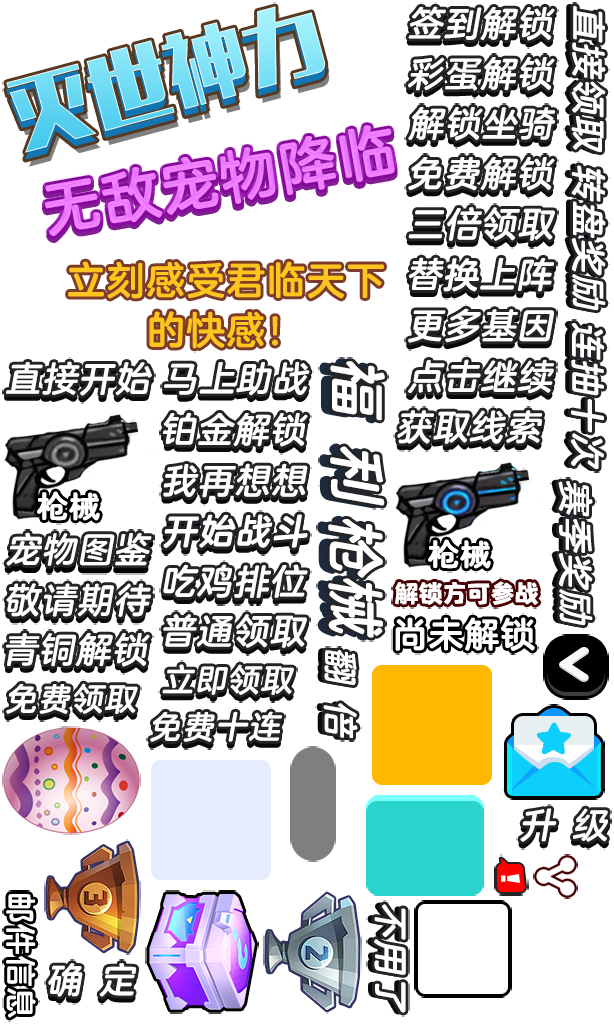 灭世神力
无敌宠物降临
立刻感受君临天下
的快感!
签到解锁
彩蛋解锁
解锁坐骑
免费解锁
三倍领取
替换上阵
更多基因
点击继续
获取线索
直接领取
转盘奖励
连抽十次
赛季奖励
直接开始
枪械
宠物图鉴
敬请期待
青铜解锁
免费领取
马上助战
铂金解锁
我再想想
开始战斗
吃鸡排位
普通领取
立即领取
免费十连
福利枪械
翻倍
枪械
解锁方可参战
尚未解锁
升级
!
3
邮件信息
确定
?
2
不用了